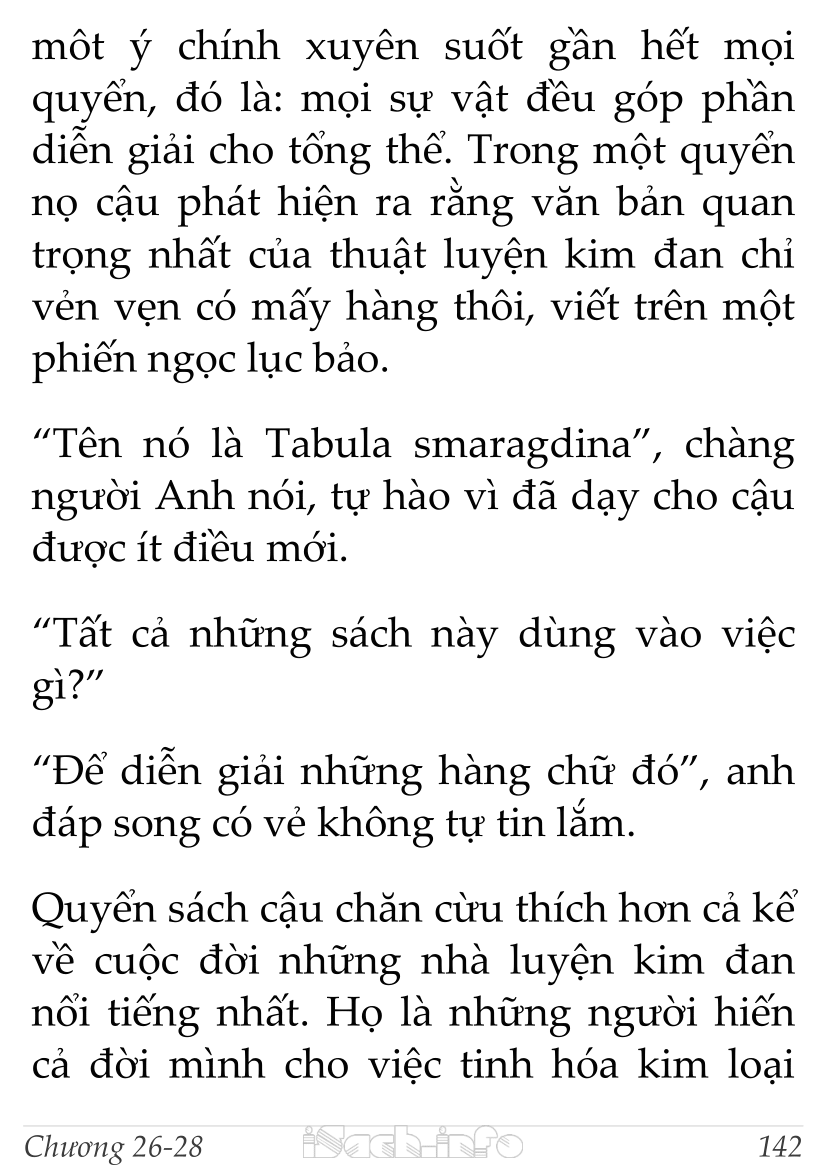 môt ý chính xuyên suốt gần hết mọi
quyển, đó là: mọi sự vật đều góp phần
diễn giải cho tổng thể. Trong một quyển
nọ cậu phát hiện ra rằng văn bản quan
trọng nhất của thuật luyện kim đan chỉ
vẻn vẹn có mấy hàng thôi, viết trên một
phiến ngọc lục bảo.
“Tên nó là Tabula smaragdina”, chàng
người Anh nói, tự hào vì đã dạy cho cậu
được ít điều mới.
“Tất cả những sách này dùng vào việc
gì?”
“Để diễn giải những hàng chữ đó”, anh
đáp song có vẻ không tự tin lắm.
Quyển sách cậu chăn cừu thích hơn cả kể
về cuộc đời những nhà luyện kim đan
nổi tiếng nhất. Họ là những người hiến
cả đời mình cho việc tinh hóa kim loại
Chương 26-28 iSach.info 142